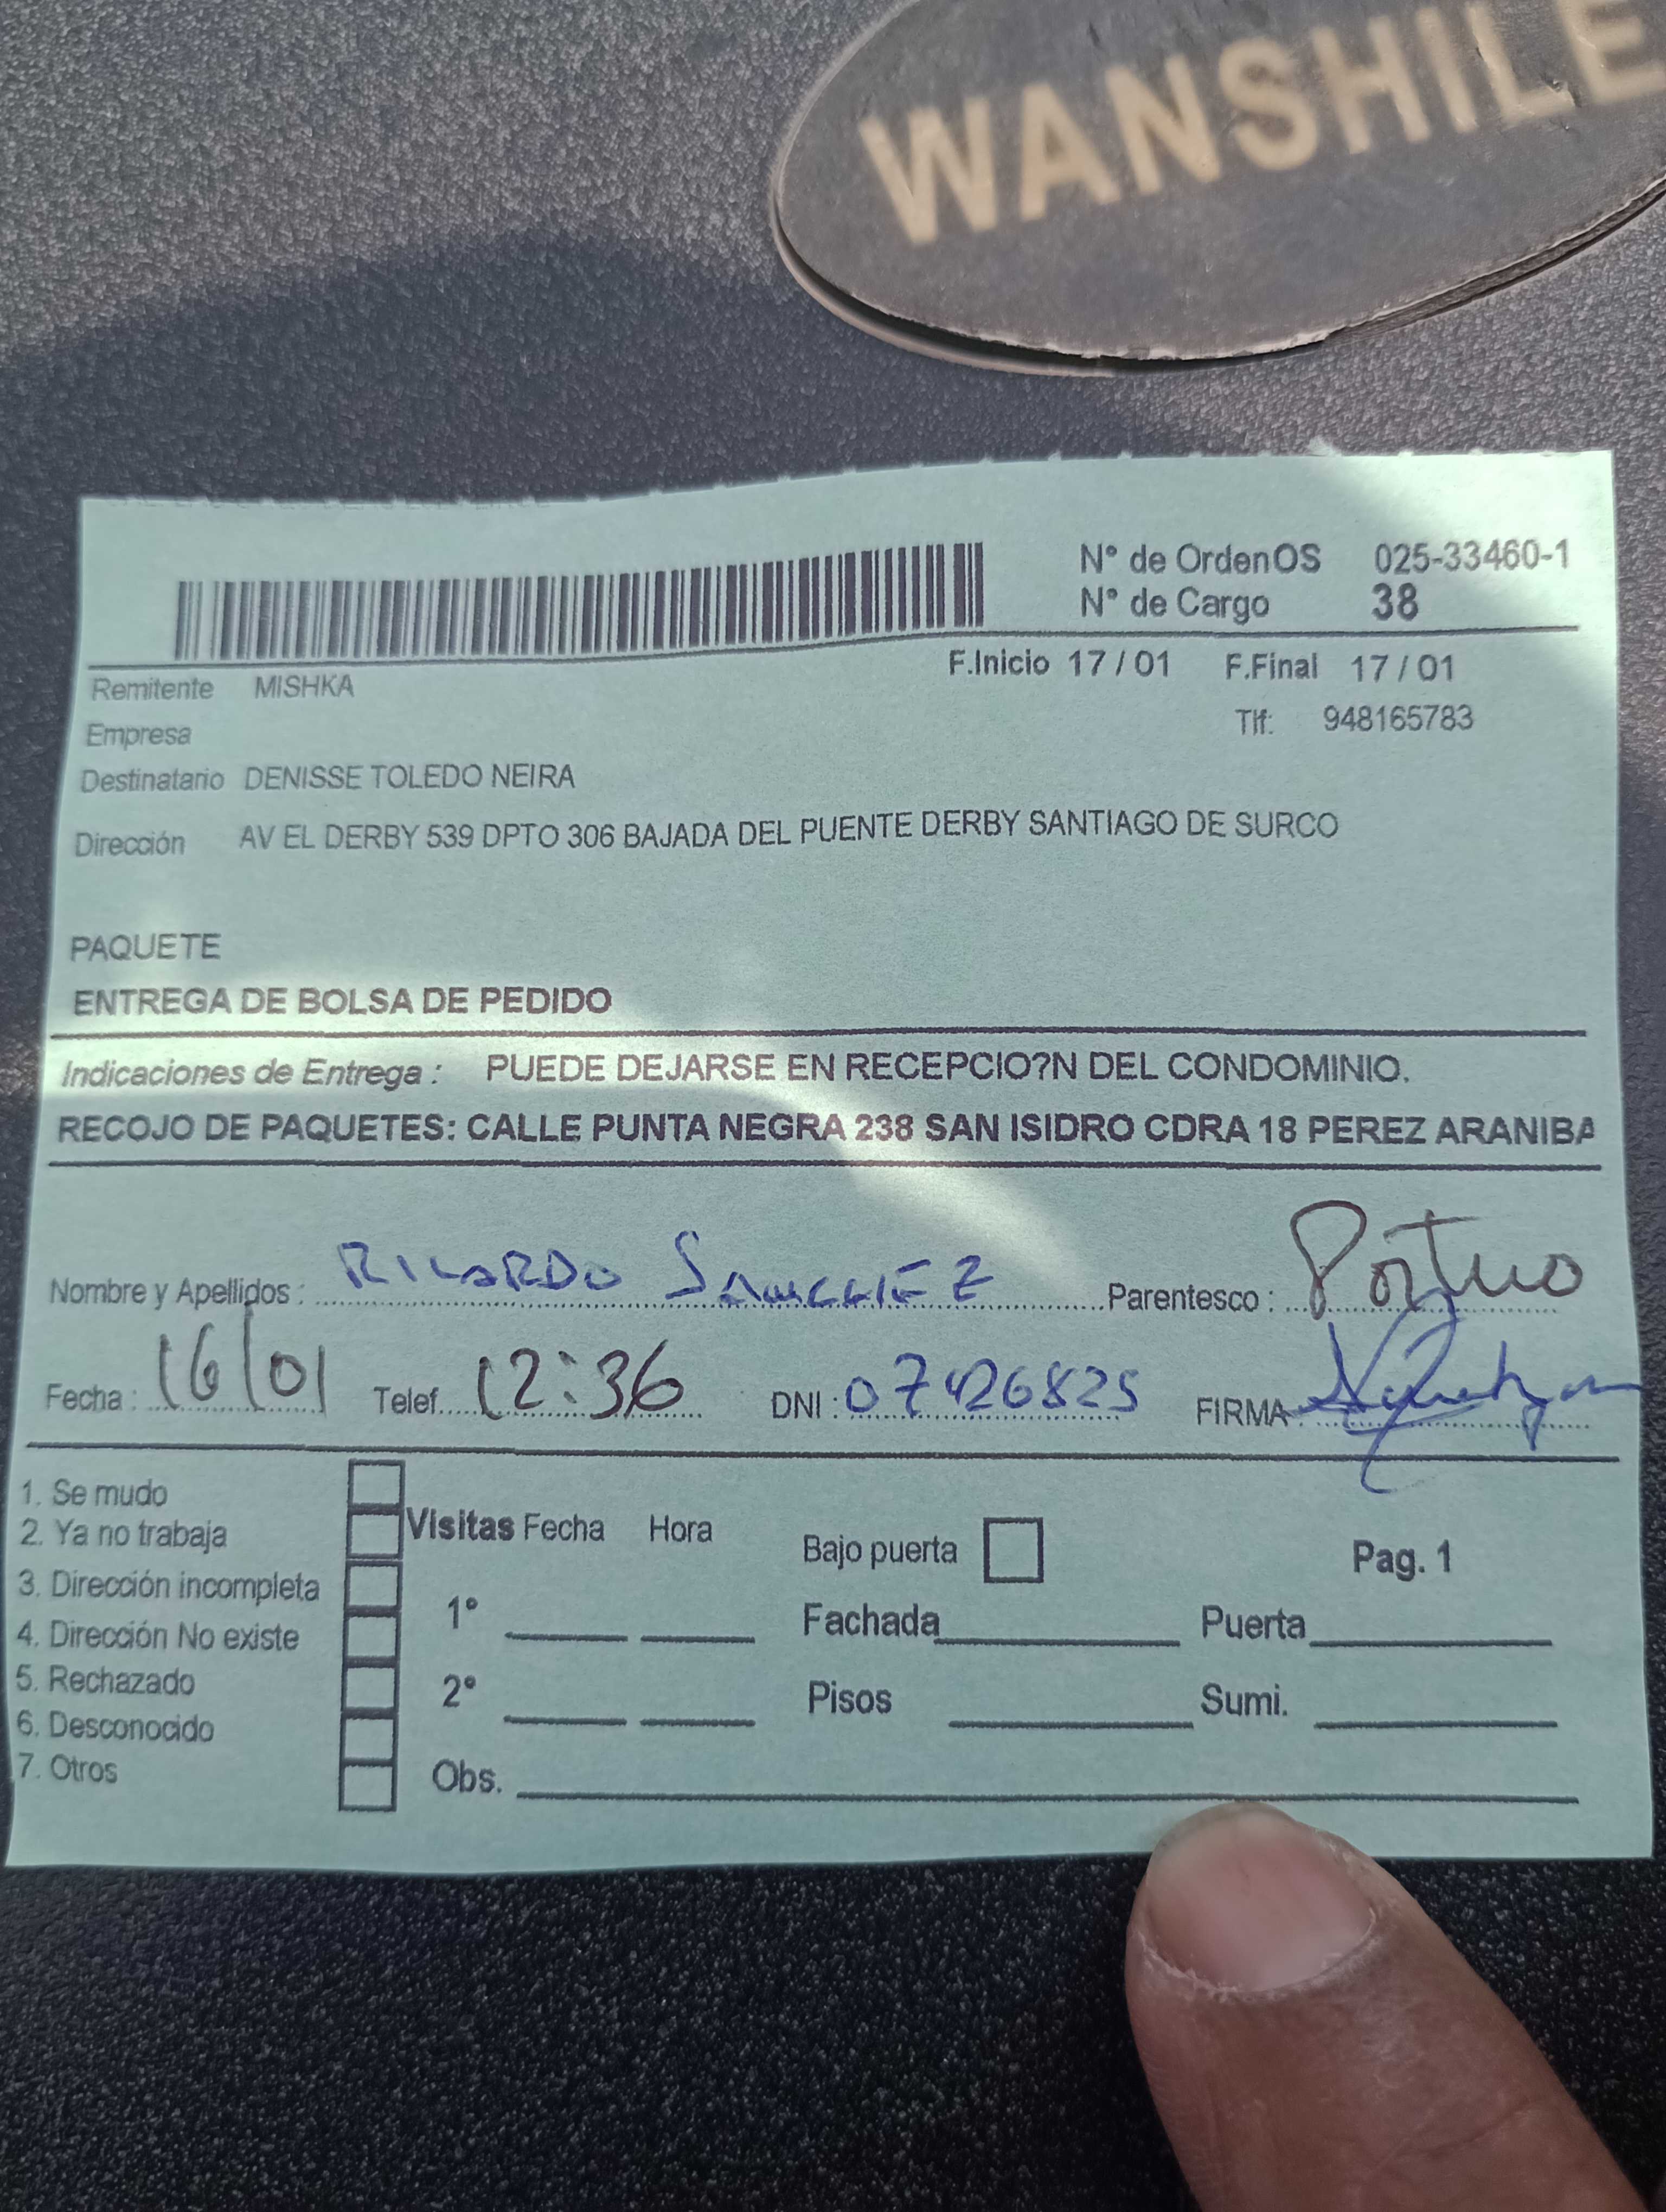 WANSHILE
N° de OrdenOS 025-33460-1
N° de Cargo 38
F.Inicio 17 / 01 F.Final 17 / 01
Remitente MISHKA
Tlf: 948165783
Empresa
Destinatario DENISSE TOLEDO NEIRA
Dirección AV EL DERBY 539 DPTO 306 BAJADA DEL PUENTE DERBY SANTIAGO DE SURCO
PAQUETE
ENTREGA DE BOLSA DE PEDIDO
Indicaciones de Entrega : PUEDE DEJARSE EN RECEPCIO?N DEL CONDOMINIO.
RECOJO DE PAQUETES: CALLE PUNTA NEGRA 238 SAN ISIDRO CDRA 18 PEREZ ARANIBA
Nombre y Apellidos : RICARDO SANCHEZ Parentesco :
Fecha : 16/01 Telef. 12:36 DNI : 07426825 FIRMA
1. Se mudo
2. Ya no trabaja
3. Dirección incompleta
4. Dirección No existe
5. Rechazado
6. Desconocido
7. Otros
Visitas Fecha Hora
1°
2°
Obs.
Bajo puerta
Pag. 1
Fachada Puerta
Pisos Sumi.